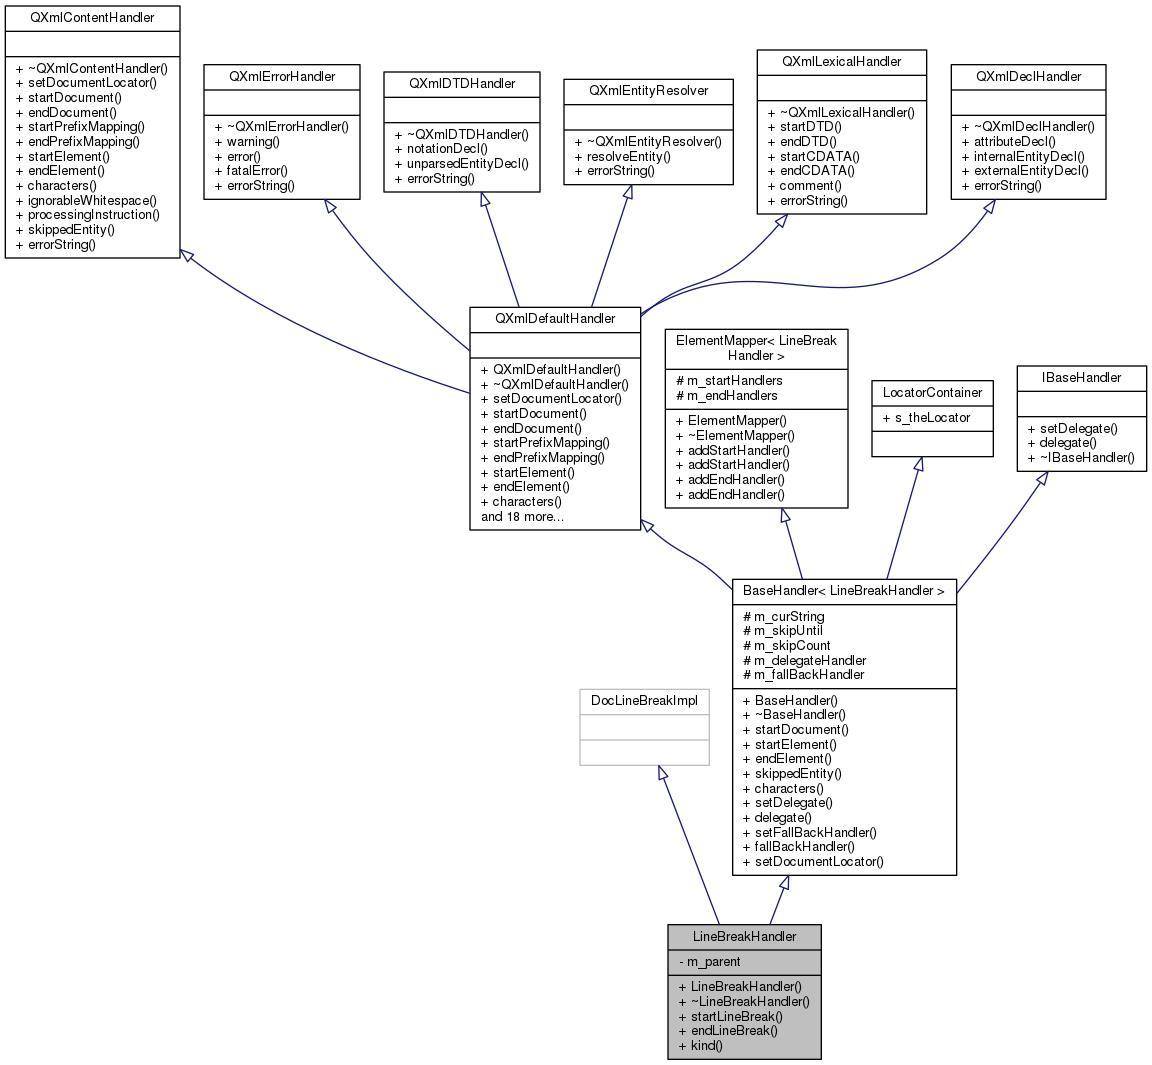 QXmlContentHandler
+ ~QXmlContentHandler()
+ setDocumentLocator()
+ startDocument()
+ endDocument()
+ startPrefixMapping()
+ endPrefixMapping()
+ startElement()
+ endElement()
+ characters()
+ ignorableWhitespace()
+ processingInstruction()
+ skippedEntity()
+ errorString()
QXmlErrorHandler
+ ~QXmlErrorHandler()
+ warning()
+ error()
+ fatalError()
+ errorString()
QXmlDTDHandler
+ ~QXmlDTDHandler()
+ notationDecl()
+ unparsedEntityDecl()
+ errorString()
QXmlEntityResolver
+ ~QXmlEntityResolver()
+ resolveEntity()
+ errorString()
QXmlLexicalHandler
+ ~QXmlLexicalHandler()
+ startDTD()
+ endDTD()
+ startCDATA()
+ endCDATA()
+ comment()
+ errorString()
QXmlDeclHandler
+ ~QXmlDeclHandler()
+ attributeDecl()
+ internalEntityDecl()
+ externalEntityDecl()
+ errorString()
QXmlDefaultHandler
+ QXmlDefaultHandler()
+ ~QXmlDefaultHandler()
+ setDocumentLocator()
+ startDocument()
+ endDocument()
+ startPrefixMapping()
+ endPrefixMapping()
+ startElement()
+ endElement()
+ characters()
and 18 more...
ElementMapper< LineBreak
Handler >
# m_startHandlers
# m_endHandlers
+ ElementMapper()
+ ~ElementMapper()
+ addStartHandler()
+ addStartHandler()
+ addEndHandler()
+ addEndHandler()
LocatorContainer
+ s_theLocator
IBaseHandler
+ setDelegate()
+ delegate()
+ ~IBaseHandler()
BaseHandler< LineBreakHandler >
# m_curString
# m_skipUntil
# m_skipCount
# m_delegateHandler
# m_fallBackHandler
+ BaseHandler()
+ ~BaseHandler()
+ startDocument()
+ startElement()
+ endElement()
+ skippedEntity()
+ characters()
+ setDelegate()
+ delegate()
+ setFallBackHandler()
+ fallBackHandler()
+ setDocumentLocator()
DocLineBreakImpl
LineBreakHandler
- m_parent
+ LineBreakHandler()
+ ~LineBreakHandler()
+ startLineBreak()
+ endLineBreak()
+ kind()